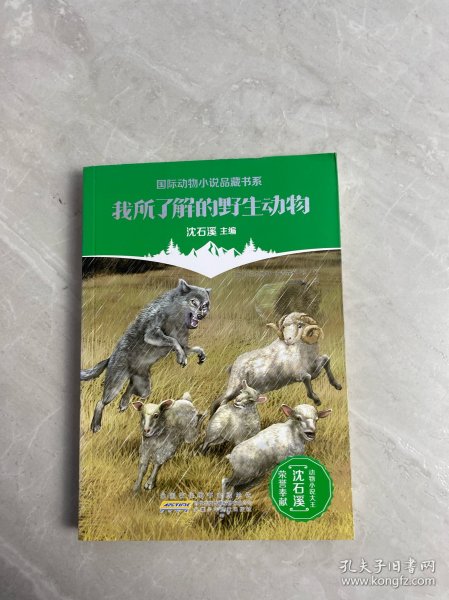 国际动物小说品藏书系
我所了解的野生动物
沈石溪 主编
动物小说大王
沈石溪
荣誉奉献
孔夫子旧书网
www.kongfz.com